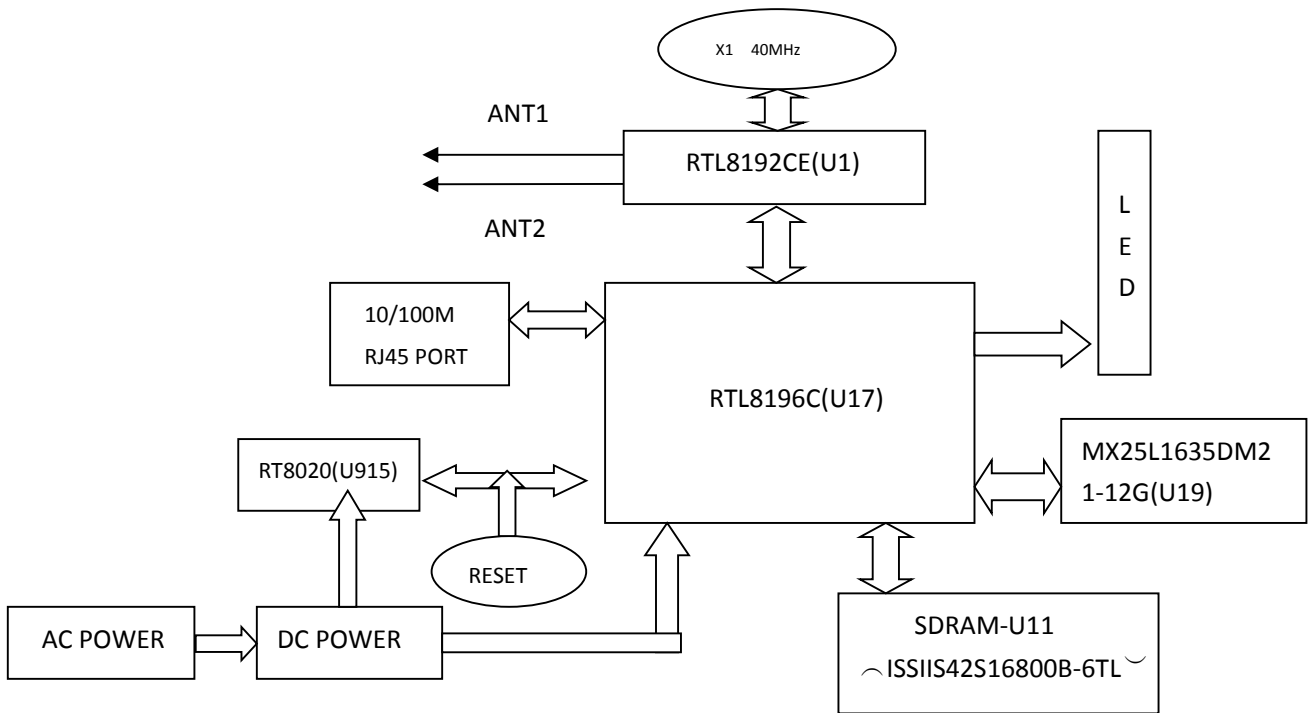 X1 40MHz
ANT1
RTL8192CE(U1)
ANT2
L
E
D
10/100M
RJ45 PORT
RTL8196C(U17)
RT8020(U915)
MX25L1635DM2
1-12G(U19)
RESET
AC POWER
DC POWER
SDRAM-U11
(ISSIIS42S16800B-6TL)